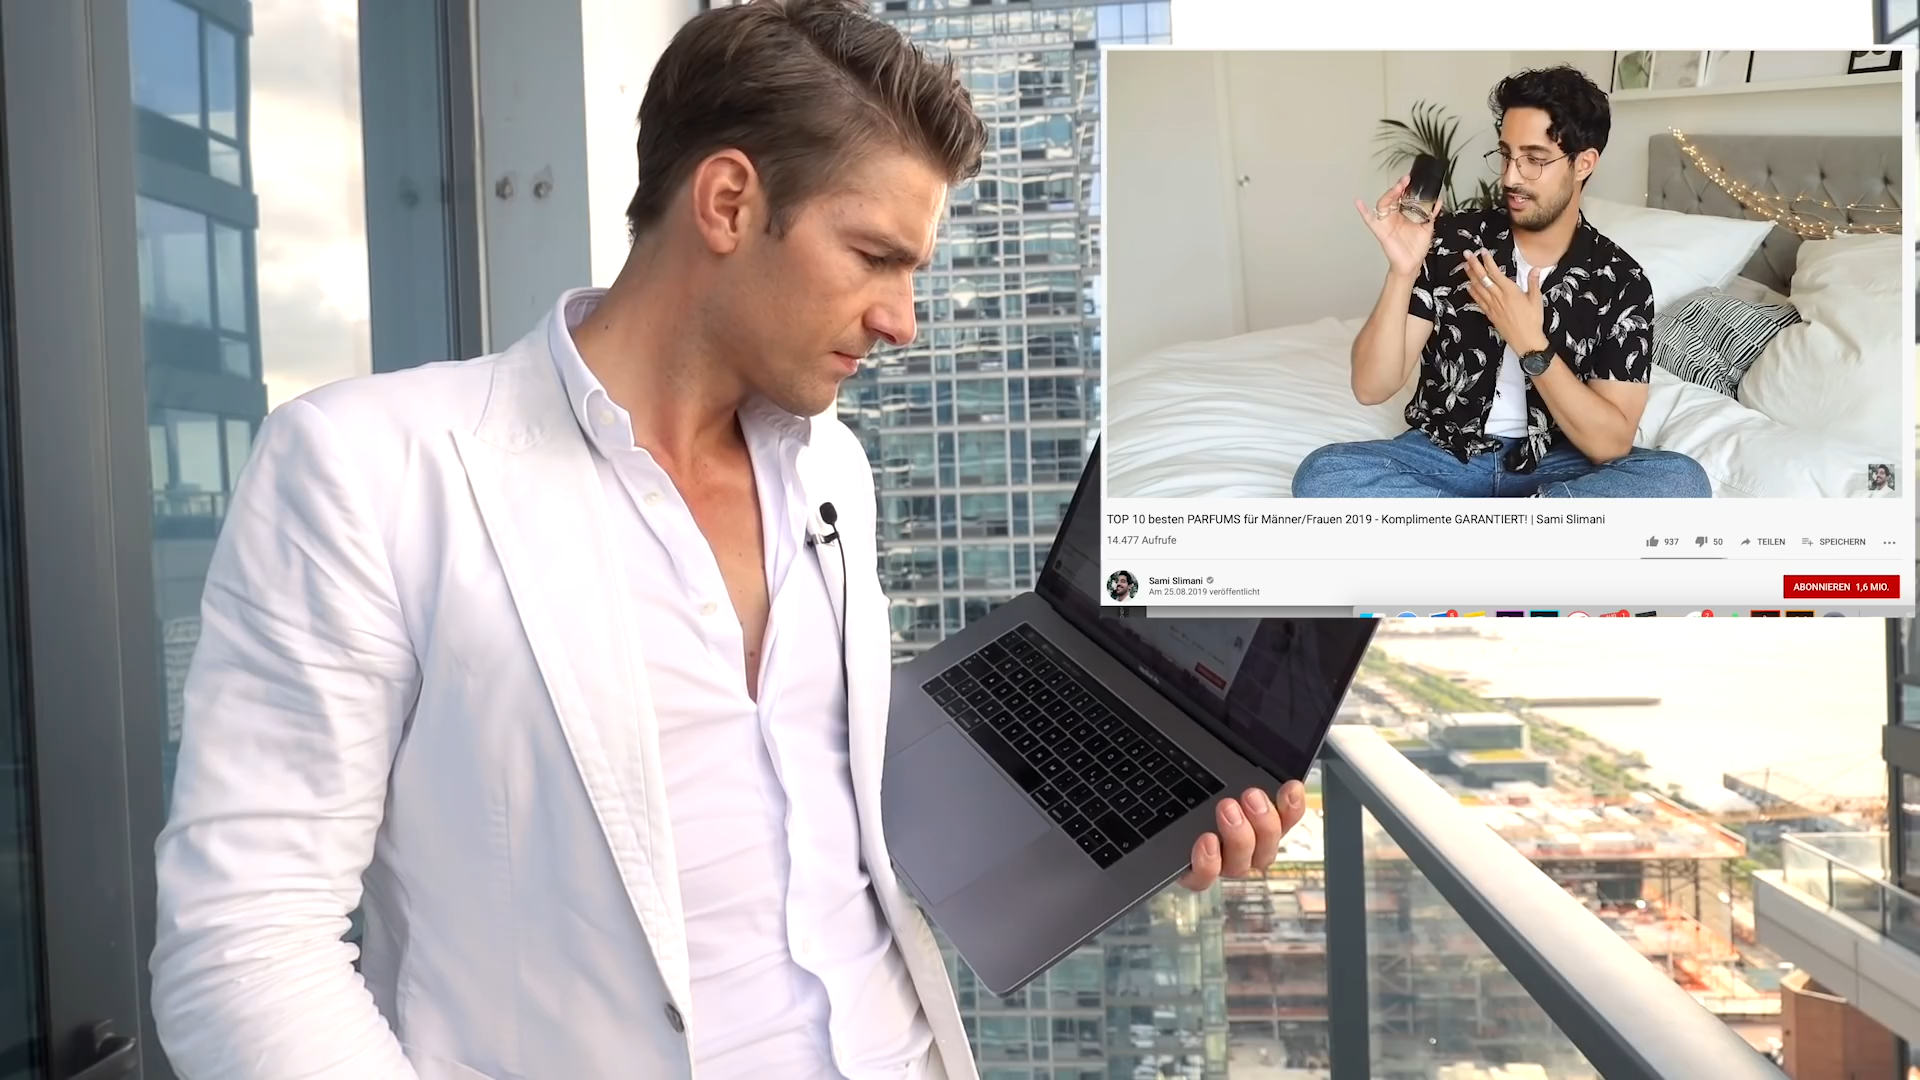 TOP 10 besten PARFUMS für Männer/Frauen 2019 - Komplimente GARANTIERT! | Sami Slimani
14.477 Aufrufe
937 50 TEILEN SPEICHERN
Sami Slimani
Am 25.08.2019 veröffentlicht
ABONNIEREN 1,6 MIO.